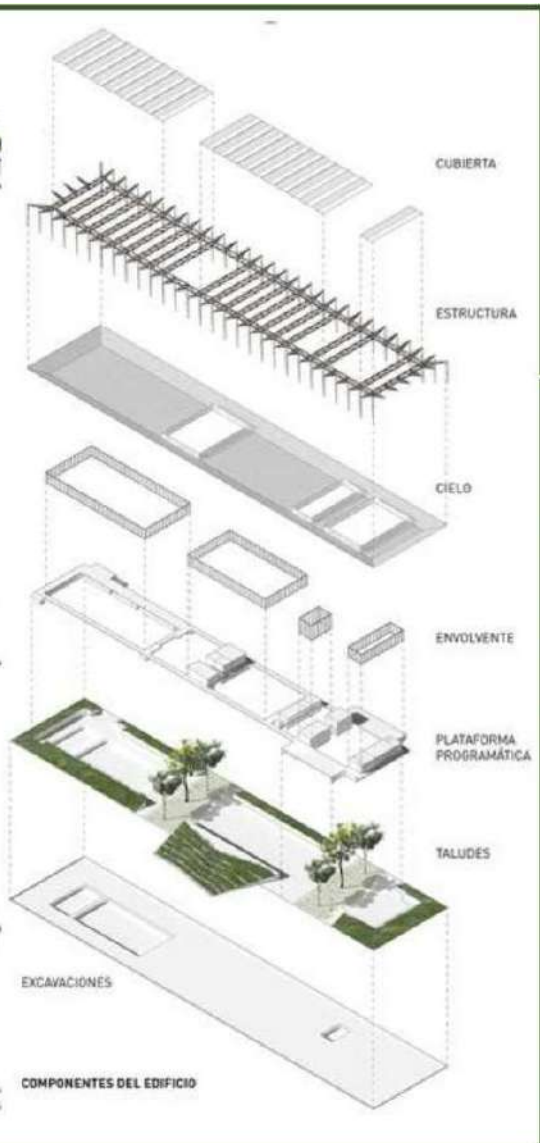 CUBIERTA
ESTRUCTURA
CIELO
ENVOLVENTE
PLATAFORMA
PROGRAMÁTICA
TALUDES
EXCAVACIONES
COMPONENTES DEL EDIFICIO